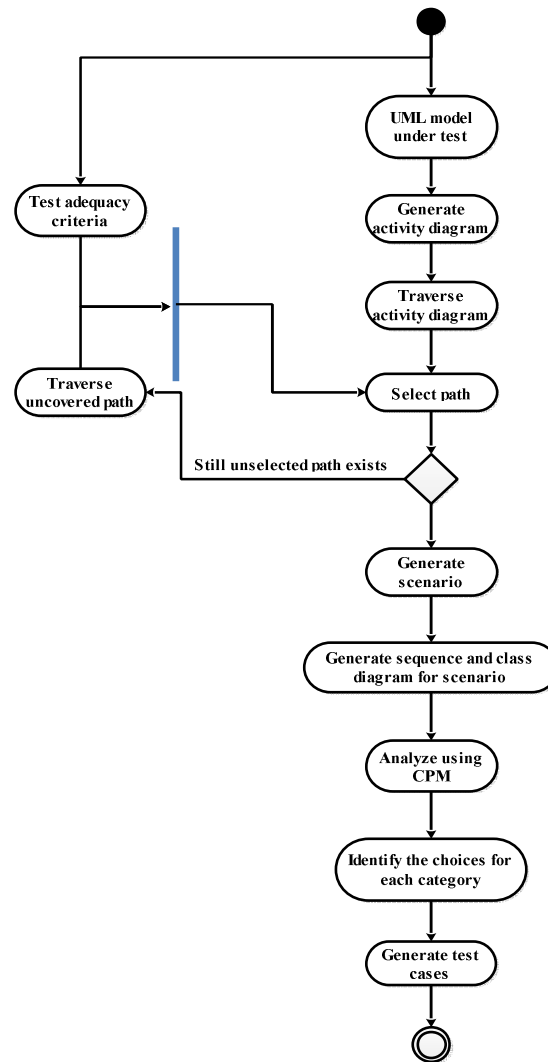 UML model
under test
Test adequacy
criteria
Generate
activity diagram
Traverse
activity diagram
Traverse
uncovered path
Select path
Still unselected path exists
Generate
scenario
Generate sequence and class
diagram for scenario
Analyze using
CPM
Identify the choices for
each category
Generate test
cases